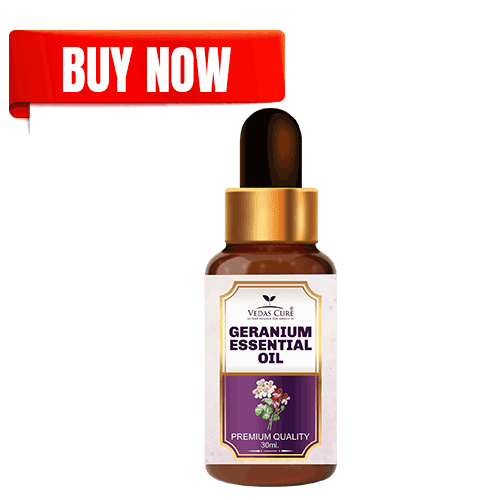 BUY NOW
VEDAS CURE®
GERANIUM
ESSENTIAL
OIL
PREMIUM QUALITY
30ml.